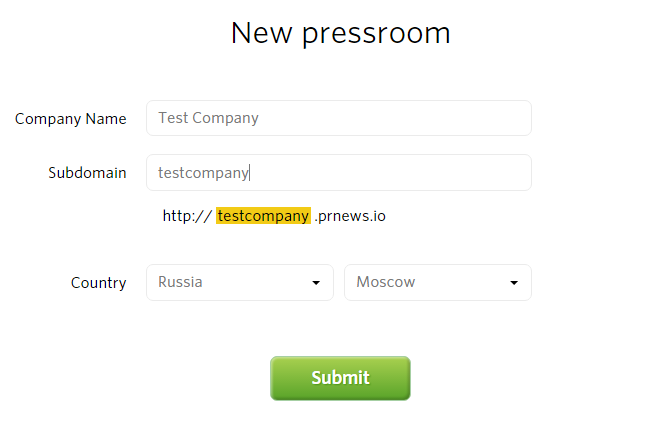 New pressroom
Company Name Test Company
Subdomain testcompany
http:// testcompany .prnews.io
Country Russia Moscow
Submit